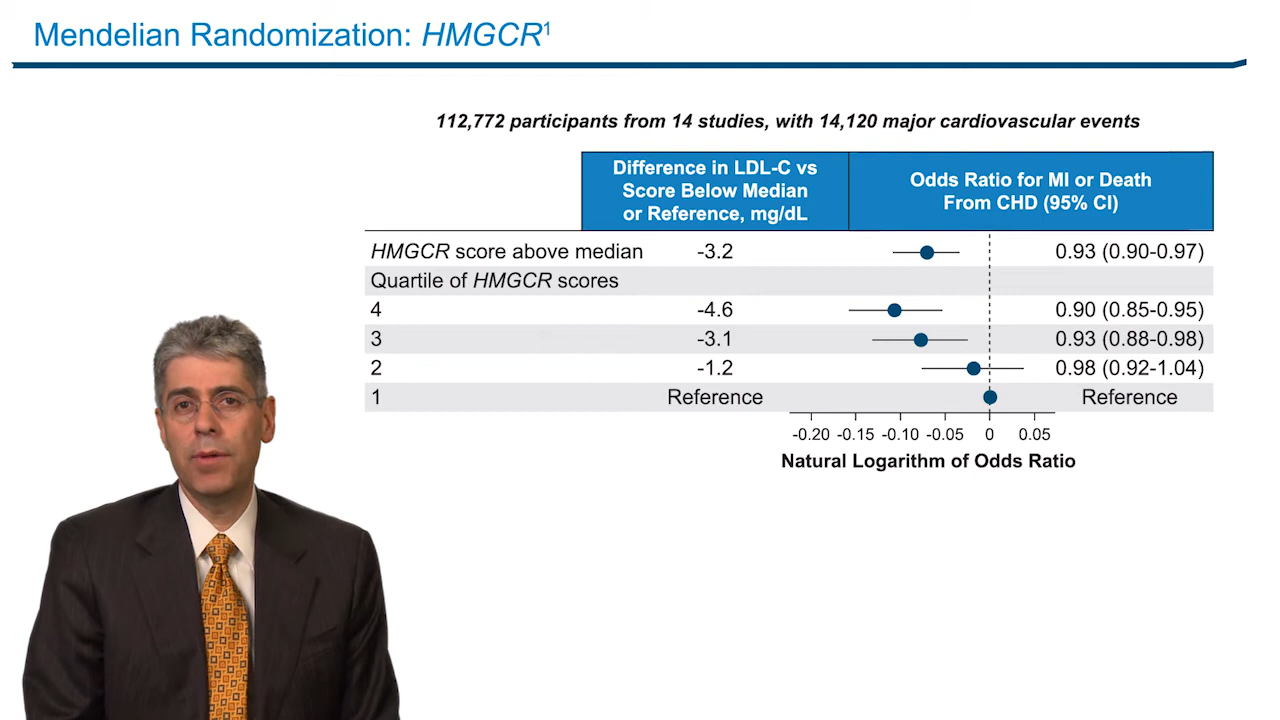 Mendelian Randomization: HMGCR¹
112,772 participants from 14 studies, with 14,120 major cardiovascular events
Difference in LDL-C vs
Score Below Median
or Reference, mg/dL
Odds Ratio for MI or Death
From CHD (95% CI)
HMGCR score above median -3.2 0.93 (0.90-0.97)
Quartile of HMGCR scores
4 -4.6 0.90 (0.85-0.95)
3 -3.1 0.93 (0.88-0.98)
2 -1.2 0.98 (0.92-1.04)
1 Reference Reference
-0.20 -0.15 -0.10 -0.05 0 0.05
Natural Logarithm of Odds Ratio